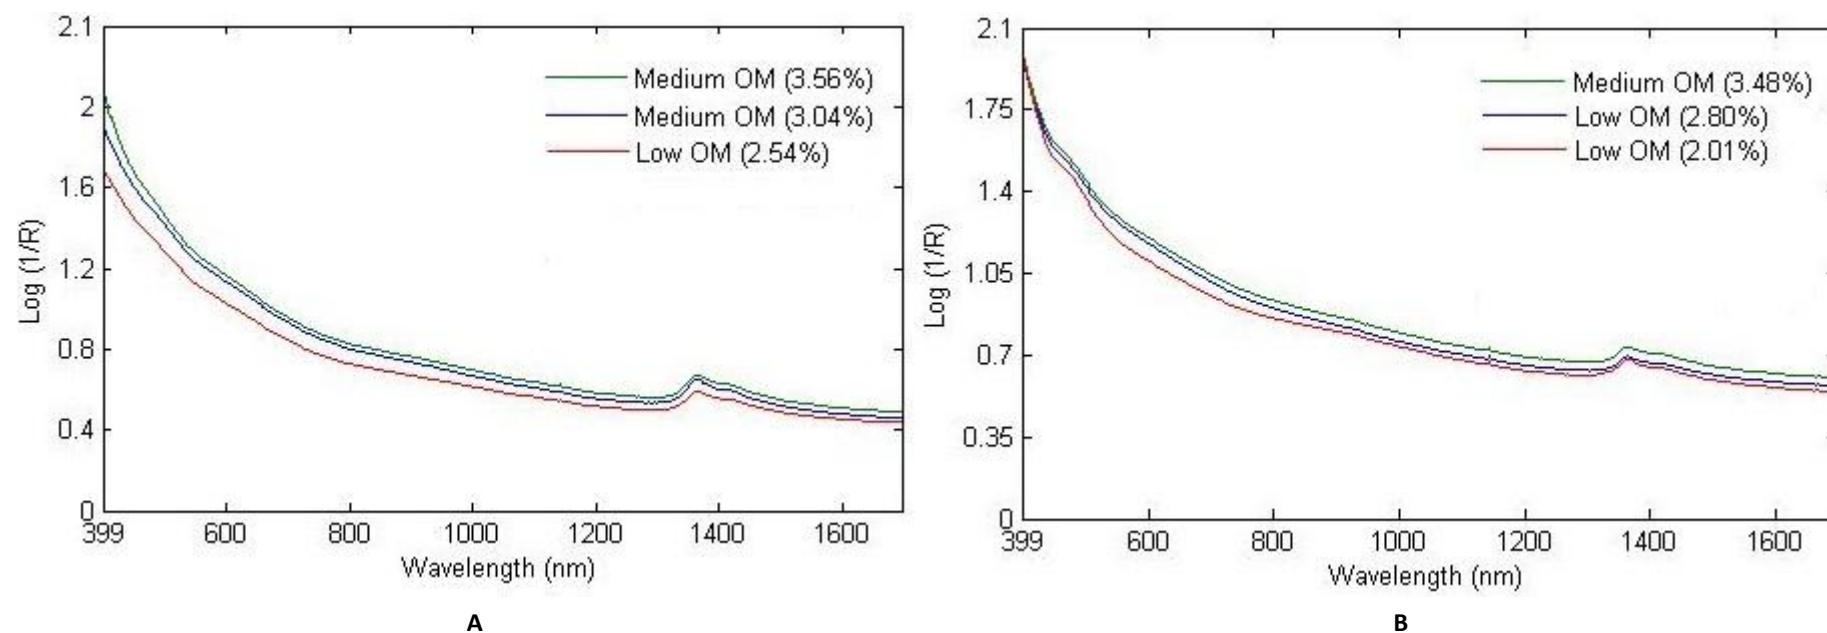 2.1
2
1.6
1.2
0.8
0.4
0
Log (1/R)
Medium OM (3.56%)
Medium OM (3.04%)
Low OM (2.54%)
399 600 800 1000 1200 1400 1600
Wavelength (nm)
A
2.1
1.75
1.4
1.05
0.7
0.35
0
Log (1/R)
Medium OM (3.48%)
Low OM (2.80%)
Low OM (2.01%)
399 600 800 1000 1200 1400 1600
Wavelength (nm)
B